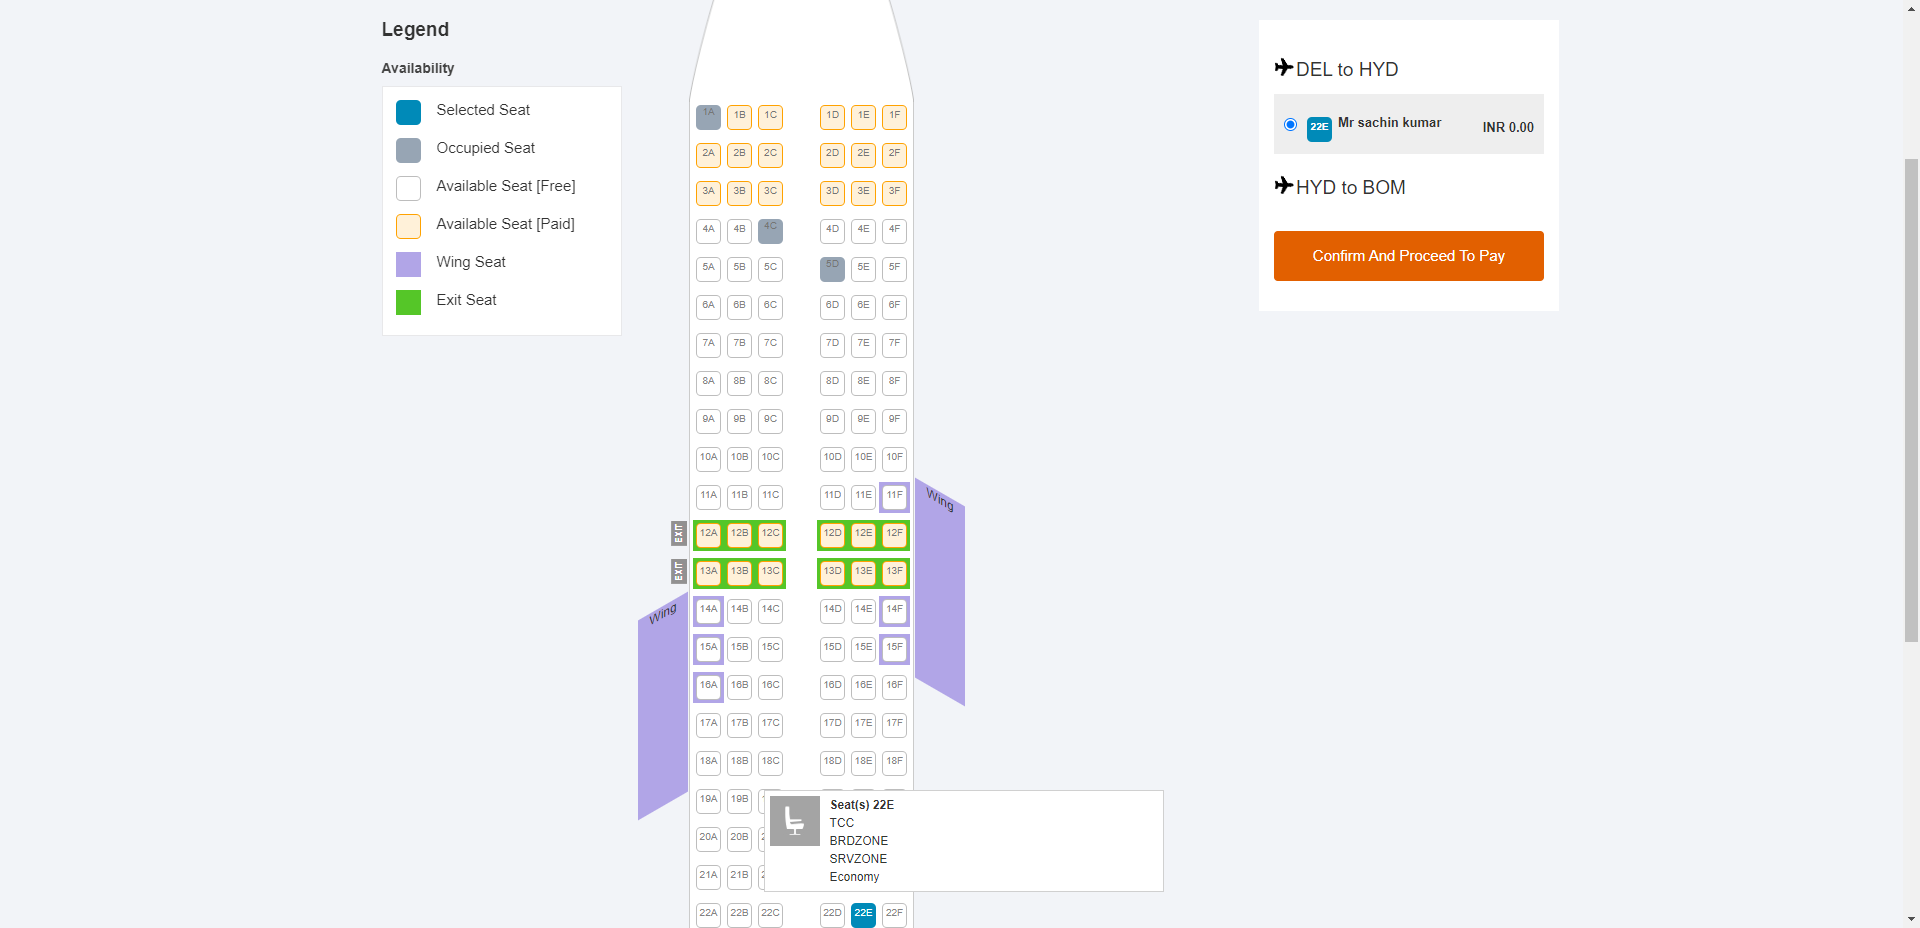 Legend
Availability
Selected Seat
Occupied Seat
Available Seat [Free]
Available Seat [Paid]
Wing Seat
Exit Seat
1A 1B 1C 1D 1E 1F
2A 2B 2C 2D 2E 2F
3A 3B 3C 3D 3E 3F
4A 4B 4C 4D 4E 4F
5A 5B 5C 5D 5E 5F
6A 6B 6C 6D 6E 6F
7A 7B 7C 7D 7E 7F
8A 8B 8C 8D 8E 8F
9A 9B 9C 9D 9E 9F
10A 10B 10C 10D 10E 10F
11A 11B 11C 11D 11E 11F
Wing
EXIT 12A 12B 12C 12D 12E 12F
EXIT 13A 13B 13C 13D 13E 13F
Wing
14A 14B 14C 14D 14E 14F
15A 15B 15C 15D 15E 15F
16A 16B 16C 16D 16E 16F
17A 17B 17C 17D 17E 17F
18A 18B 18C 18D 18E 18F
19A 19B
20A 20B
21A 21B
22A 22B 22C 22D 22E 22F
Seat(s) 22E
TCC
BRDZONE
SRVZONE
Economy
DEL to HYD
22E Mr sachin kumar INR 0.00
HYD to BOM
Confirm And Proceed To Pay